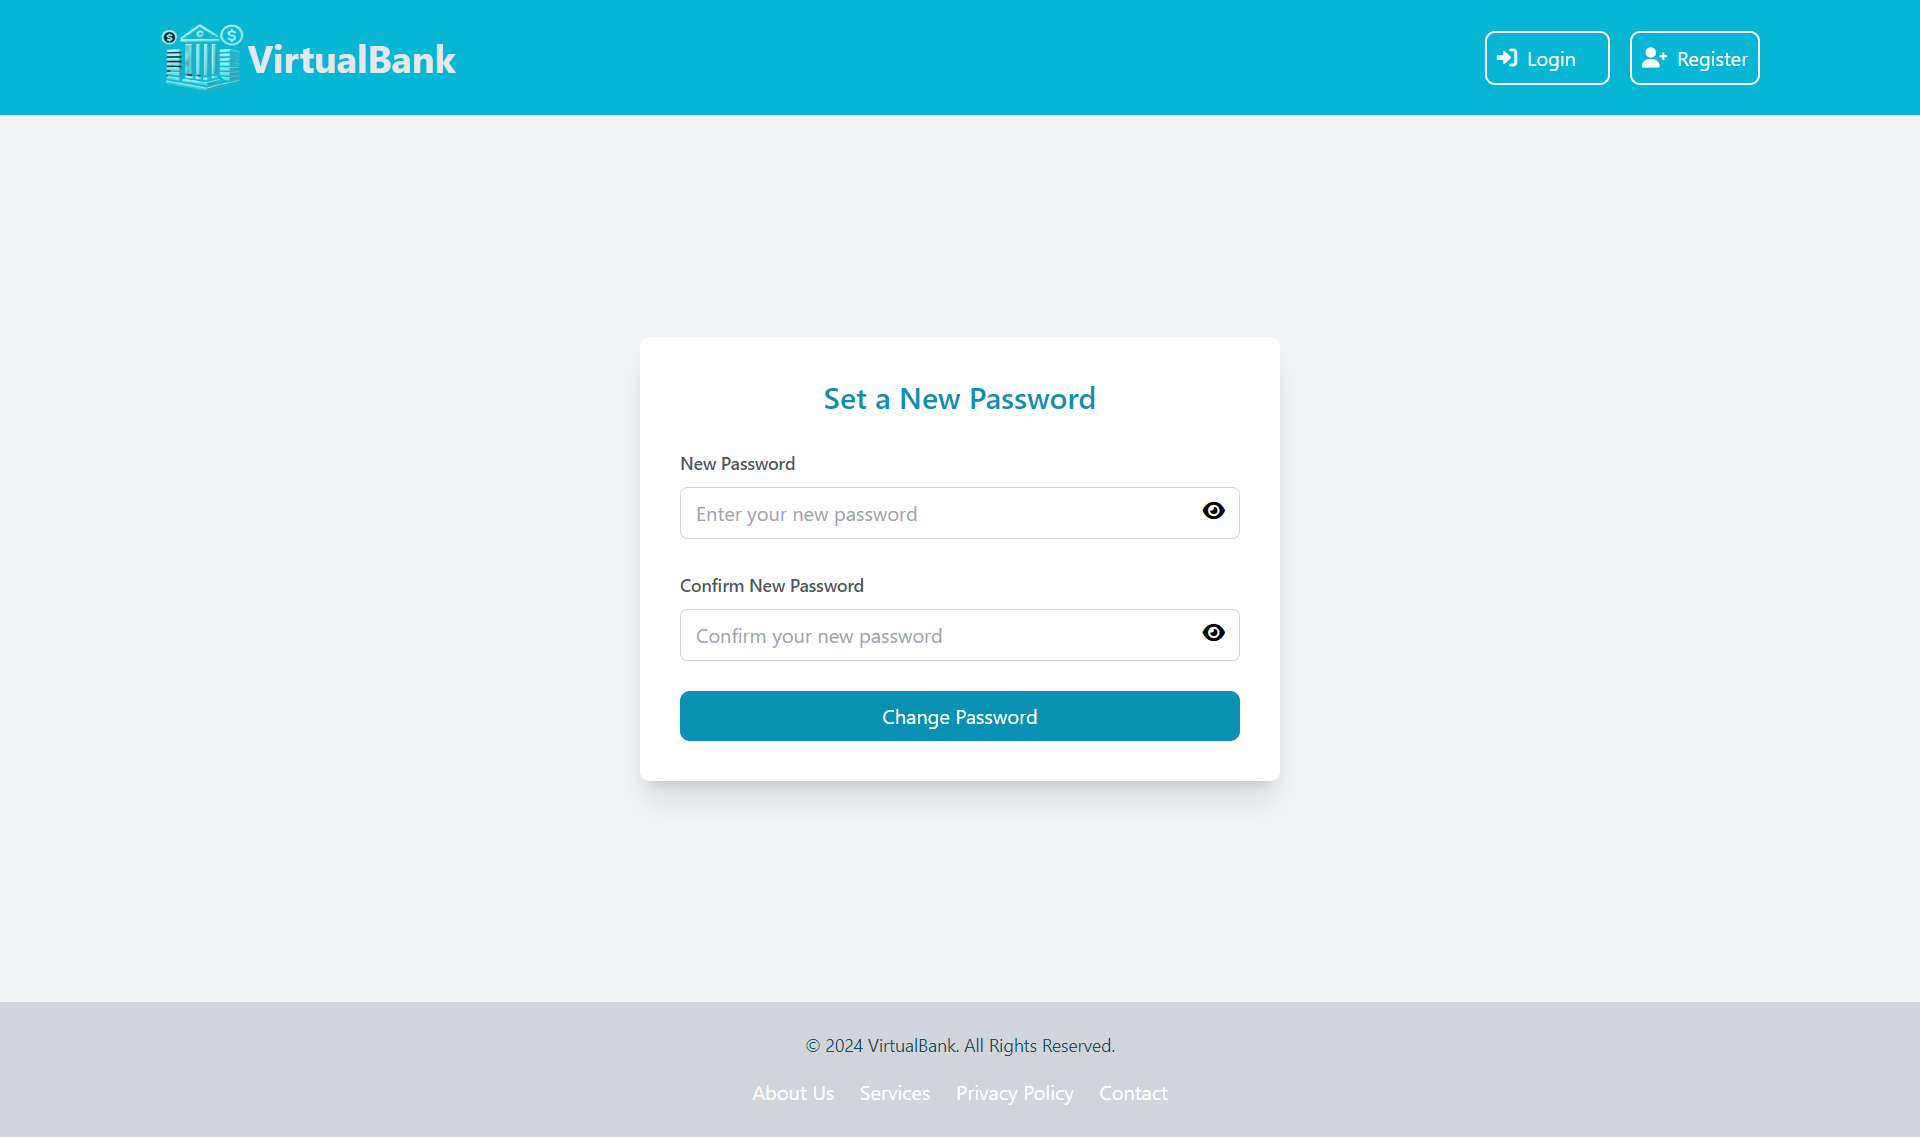 VirtualBank
Login
Register
Set a New Password
New Password
Enter your new password
Confirm New Password
Confirm your new password
Change Password
© 2024 VirtualBank. All Rights Reserved.
About Us Services Privacy Policy Contact